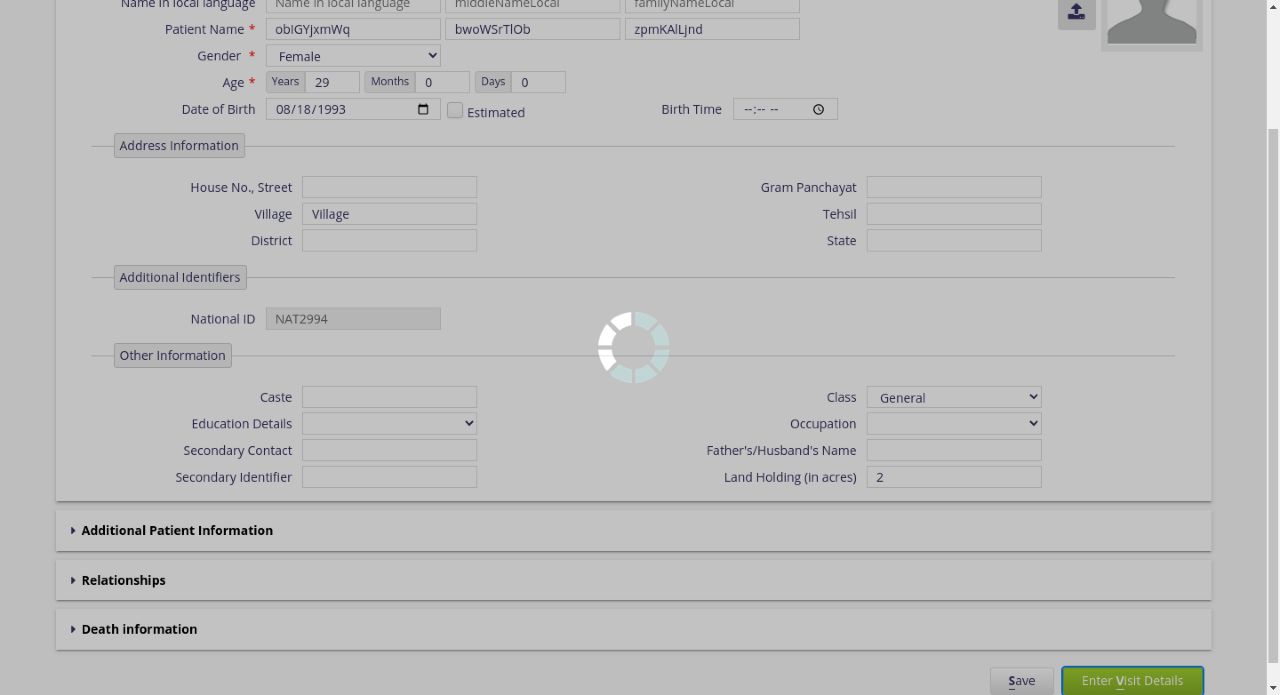 Name in local language Name in local language middleNameLocal familyNameLocal
Patient Name * obIGYjxmWq bwoWSrTlOb zpmKAlLjnd
Gender * Female
Age * Years 29 Months 0 Days 0
Date of Birth 08/18/1993 Estimated Birth Time --:-- --
Address Information
House No., Street Gram Panchayat
Village Village Tehsil
District State
Additional Identifiers
National ID NAT2994
Other Information
Caste Class General
Education Details Occupation
Secondary Contact Father's/Husband's Name
Secondary Identifier Land Holding (in acres) 2
Additional Patient Information
Relationships
Death information
Save Enter Visit Details